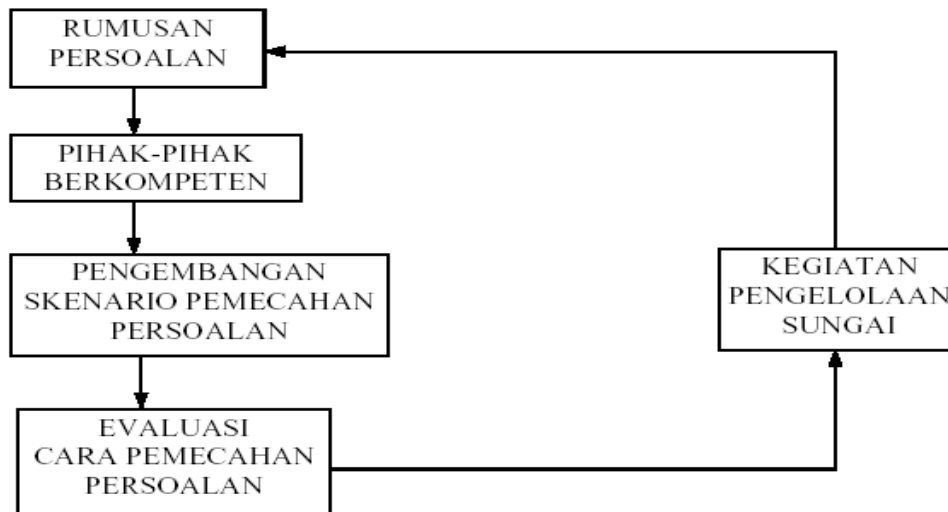 RUMUSAN
PERSOALAN
PIHAK-PIHAK
BERKOMPETEN
PENGEMBANGAN
SKENARIO PEMECAHAN
PERSOALAN
EVALUASI
CARA PEMECAHAN
PERSOALAN
KEGIATAN
PENGELOLAAN
SUNGAI